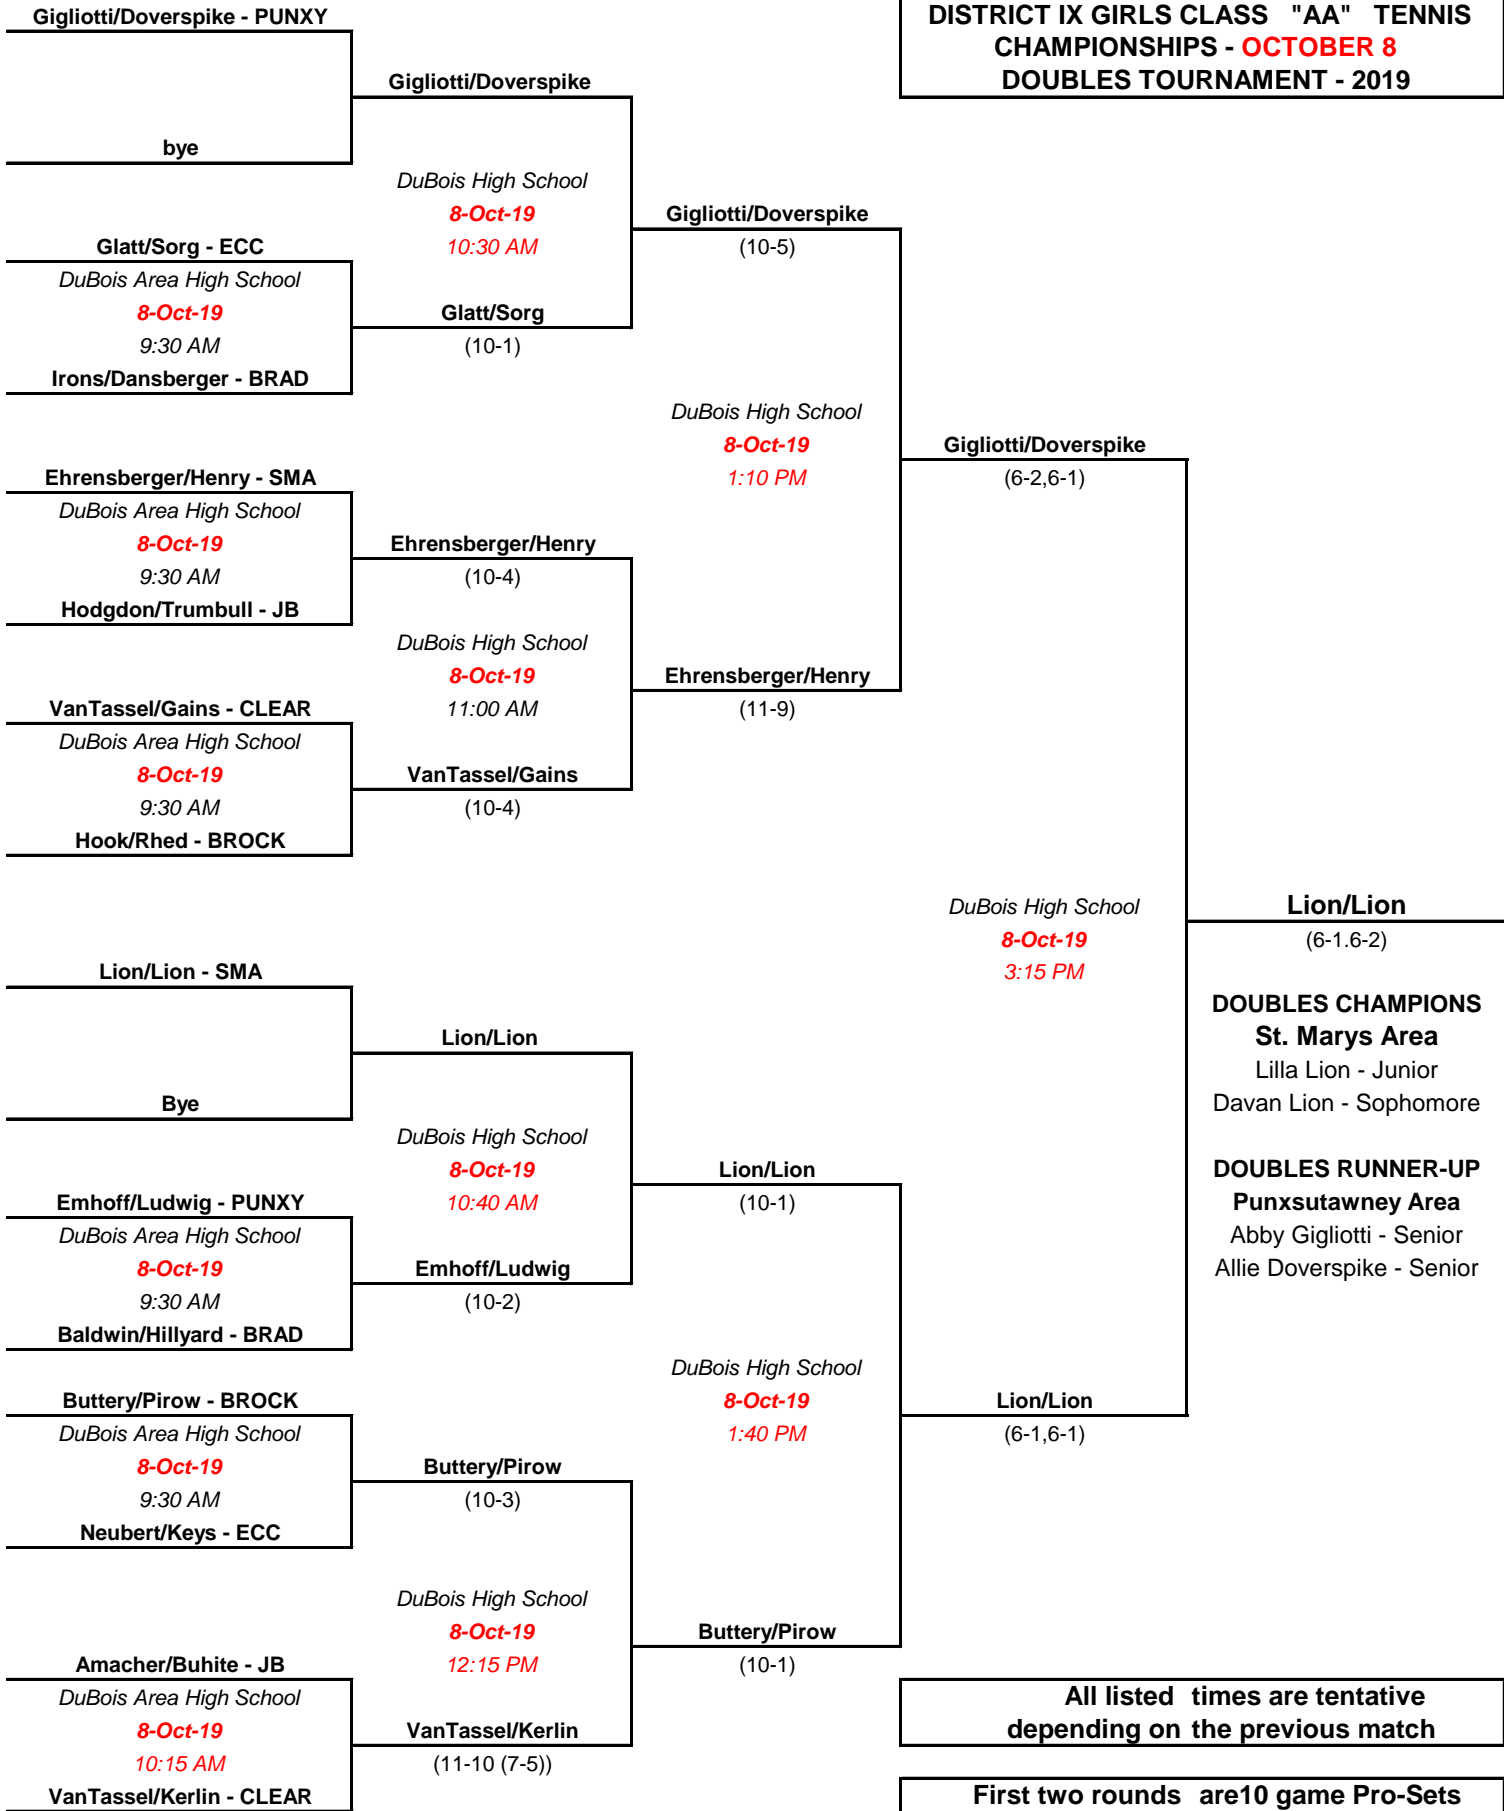 Gigliotti/Doverspike - PUNXY
DISTRICT IX GIRLS CLASS "AA" TENNIS
CHAMPIONSHIPS - OCTOBER 8
DOUBLES TOURNAMENT - 2019
Gigliotti/Doverspike
bye
DuBois High School
8-Oct-19
10:30 AM
Gigliotti/Doverspike
(10-5)
Glatt/Sorg - ECC
DuBois Area High School
8-Oct-19
9:30 AM
Irons/Dansberger - BRAD
Glatt/Sorg
(10-1)
DuBois High School
8-Oct-19
1:10 PM
Gigliotti/Doverspike
(6-2,6-1)
Ehrensberger/Henry - SMA
DuBois Area High School
8-Oct-19
9:30 AM
Hodgdon/Trumbull - JB
Ehrensberger/Henry
(10-4)
DuBois High School
8-Oct-19
11:00 AM
Ehrensberger/Henry
(11-9)
VanTassel/Gains - CLEAR
DuBois Area High School
8-Oct-19
9:30 AM
Hook/Rhed - BROCK
VanTassel/Gains
(10-4)
DuBois High School
8-Oct-19
3:15 PM
Lion/Lion
(6-1.6-2)
DOUBLES CHAMPIONS
St. Marys Area
Lilla Lion - Junior
Davan Lion - Sophomore
DOUBLES RUNNER-UP
Punxsutawney Area
Abby Gigliotti - Senior
Allie Doverspike - Senior
Lion/Lion - SMA
Lion/Lion
Bye
DuBois High School
8-Oct-19
10:40 AM
Lion/Lion
(10-1)
Emhoff/Ludwig - PUNXY
DuBois Area High School
8-Oct-19
9:30 AM
Baldwin/Hillyard - BRAD
Emhoff/Ludwig
(10-2)
DuBois High School
8-Oct-19
1:40 PM
Lion/Lion
(6-1,6-1)
Buttery/Pirow - BROCK
DuBois Area High School
8-Oct-19
9:30 AM
Neubert/Keys - ECC
Buttery/Pirow
(10-3)
DuBois High School
8-Oct-19
12:15 PM
Buttery/Pirow
(10-1)
Amacher/Buhite - JB
DuBois Area High School
8-Oct-19
10:15 AM
VanTassel/Kerlin - CLEAR
VanTassel/Kerlin
(11-10 (7-5))
All listed times are tentative
depending on the previous match
First two rounds are10 game Pro-Sets